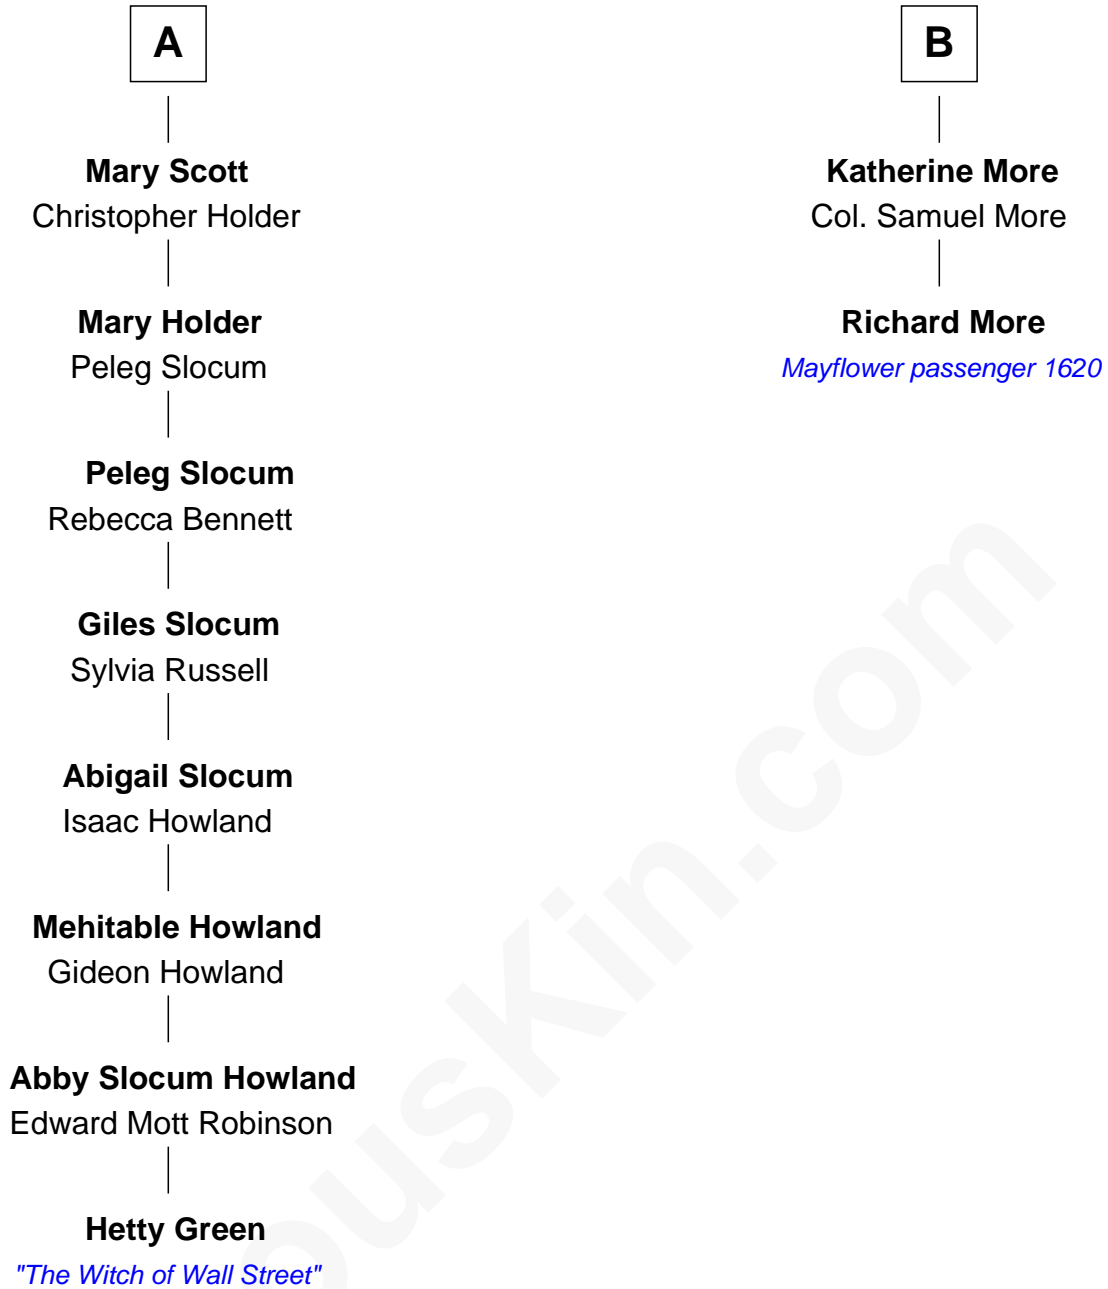 A
Mary Scott
Christopher Holder
Mary Holder
Peleg Slocum
Peleg Slocum
Rebecca Bennett
Giles Slocum
Sylvia Russell
Abigail Slocum
Isaac Howland
Mehitable Howland
Gideon Howland
Abby Slocum Howland
Edward Mott Robinson
Hetty Green
"The Witch of Wall Street"
B
Katherine More
Col. Samuel More
Richard More
Mayflower passenger 1620
ousKin.com